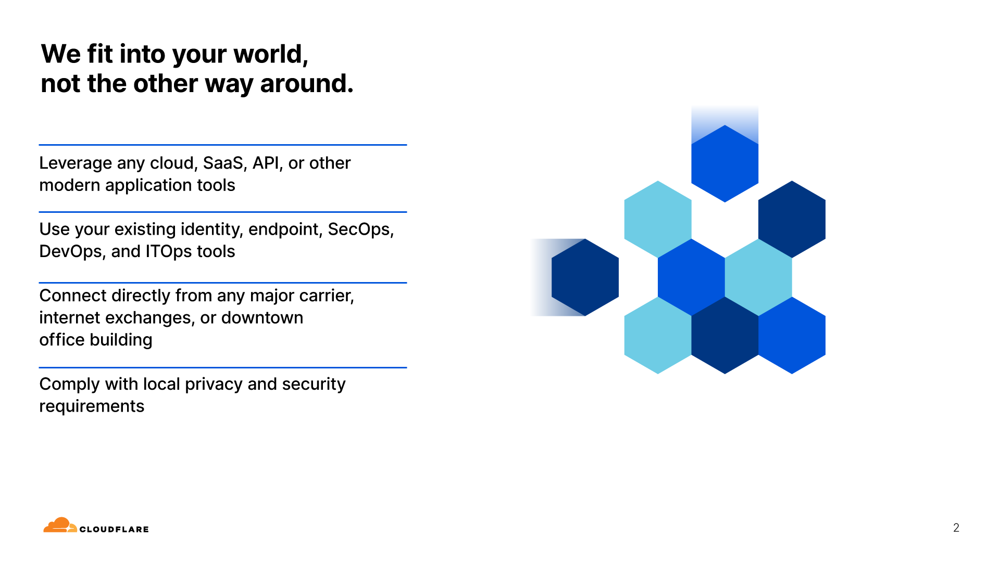 We fit into your world,
not the other way around.
Leverage any cloud, SaaS, API, or other
modern application tools
Use your existing identity, endpoint, SecOps,
DevOps, and ITOps tools
Connect directly from any major carrier,
internet exchanges, or downtown
office building
Comply with local privacy and security
requirements
CLOUDFLARE
2